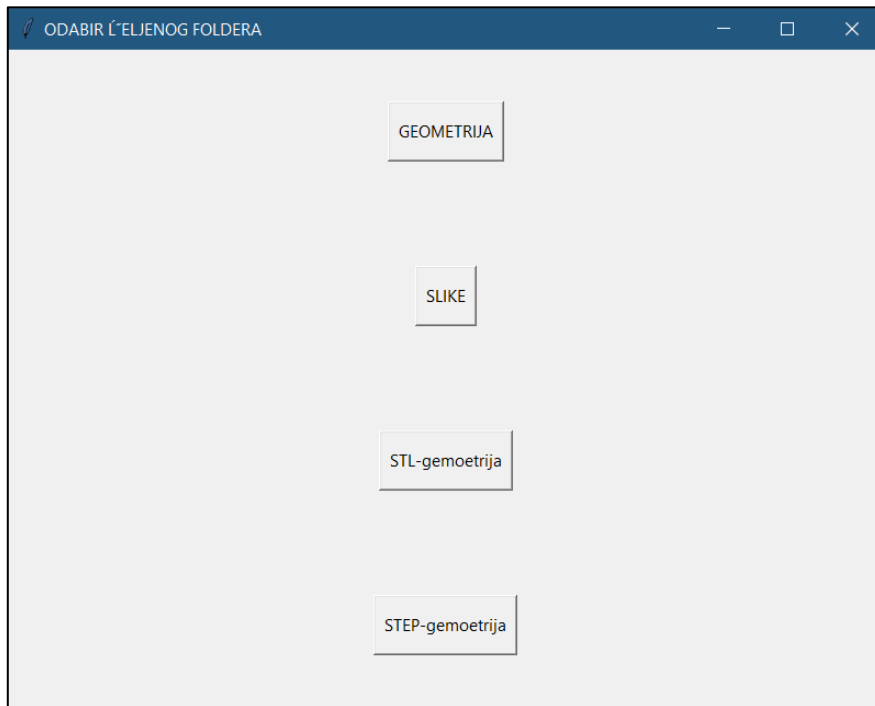 ODABIR Ĺ˝ELJENOG FOLDERA
GEOMETRIJA
SLIKE
STL-gemoetrija
STEP-gemoetrija